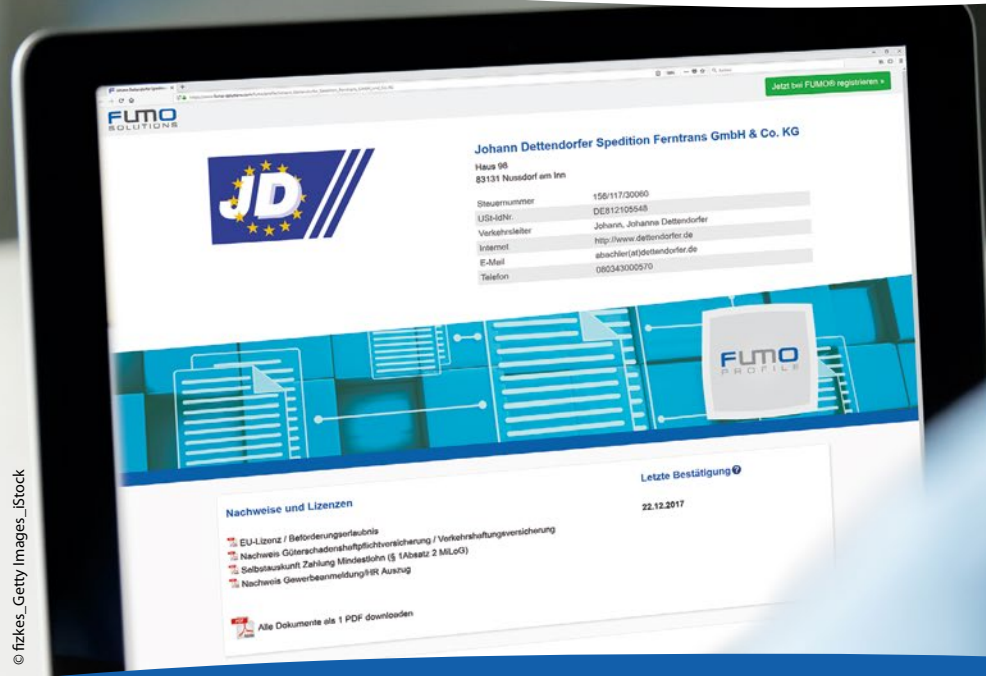 Jetzt bei FUMO® registrieren »
FUMO
SOLUTIONS
JD
Johann Dettendorfer Spedition Ferntrans GmbH & Co. KG
Haus 98
83131 Nussdorf am Inn
Steuernummer 156/117/30060
USt-IdNr. DE812105548
Verkehrsleiter Johann, Johanna Dettendorfer
Internet http://www.dettendorfer.de
E-Mail abachler(at)dettendorfer.de
Telefon 080343000570
FUMO
PROFILE
Nachweise und Lizenzen
EU-Lizenz / Beförderungserlaubnis
Nachweis Güterschadenshaftpflichtversicherung / Verkehrshaftungsversicherung
Selbstauskunft Zahlung Mindestlohn (§ 1Absatz 2 MiLoG)
Nachweis Gewerbeanmeldung/HR Auszug
Letzte Bestätigung
22.12.2017
Alle Dokumente als 1 PDF downloaden
© fizkes_Getty Images_iStock